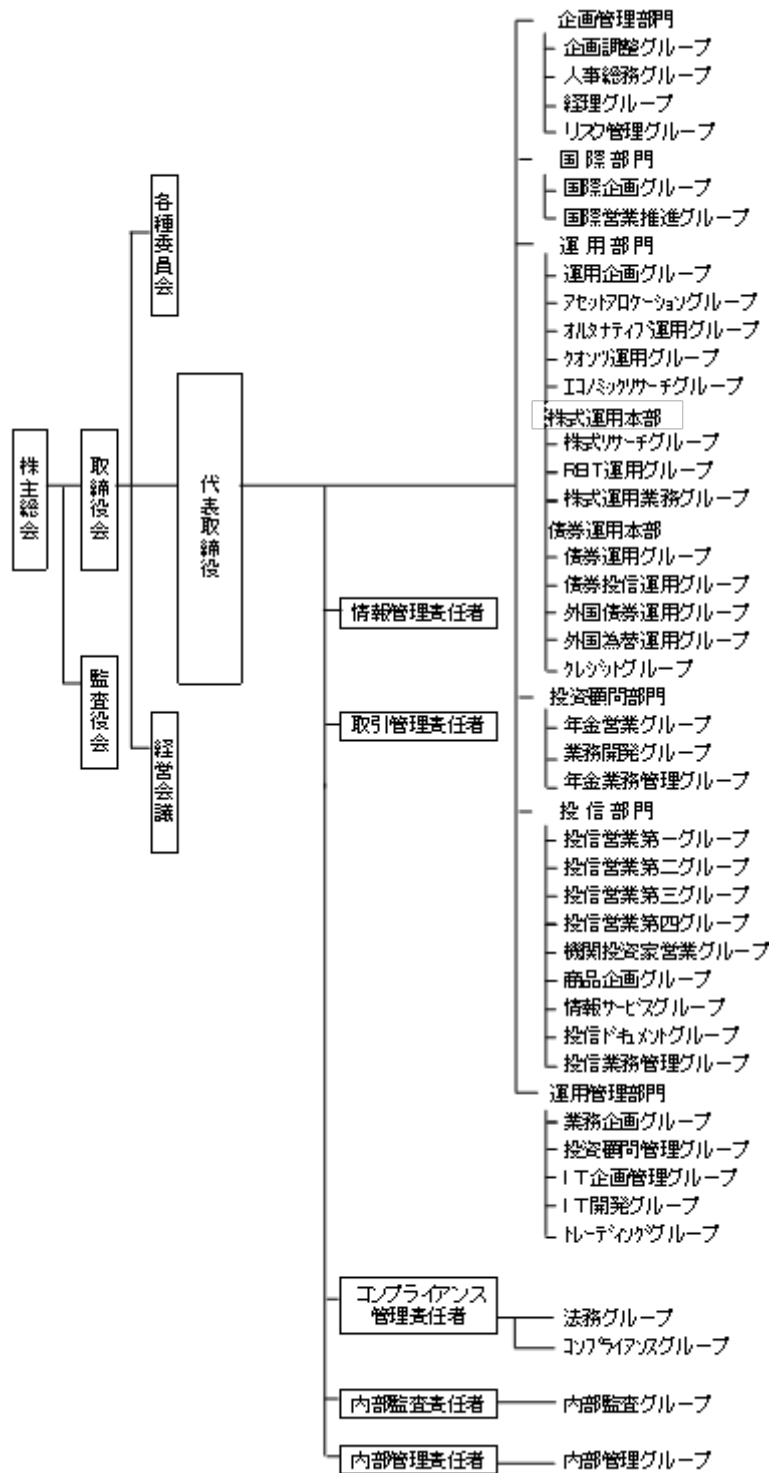 株主総会
取締役会
監査役会
各種委員会
経営会議
代表取締役
情報管理責任者
取引管理責任者
コンプライアンス
管理責任者
内部監査責任者
内部管理責任者
企画管理部門
企画調整グループ
人事総務グループ
経理グループ
リスク管理グループ
国際部門
国際企画グループ
国際営業推進グループ
運用部門
運用企画グループ
アセットアロケーショングループ
オルタナティブ運用グループ
クオンツ運用グループ
エコノミックリサーチグループ
株式運用本部
株式リサーチグループ
REIT運用グループ
株式運用業務グループ
債券運用本部
債券運用グループ
債券投信運用グループ
外国債券運用グループ
外国為替運用グループ
クレジットグループ
投資顧問部門
年金営業グループ
業務開発グループ
年金業務管理グループ
投信部門
投信営業第一グループ
投信営業第二グループ
投信営業第三グループ
投信営業第四グループ
機関投資家営業グループ
商品企画グループ
情報サービスグループ
投信ドキュメントグループ
投信業務管理グループ
運用管理部門
業務企画グループ
投資顧問管理グループ
IT企画管理グループ
IT開発グループ
トレーディンググループ
法務グループ
コンプライアンスグループ
内部監査グループ
内部管理グループ